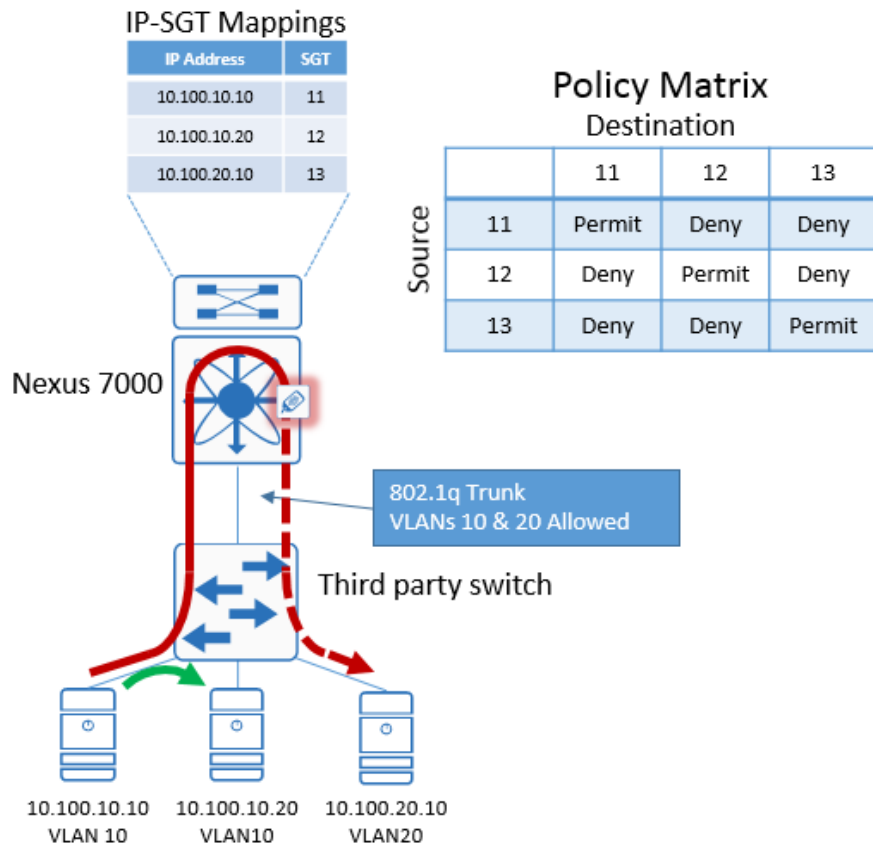 IP-SGT Mappings
IP Address SGT
10.100.10.10 11
10.100.10.20 12
10.100.20.10 13
Policy Matrix
Destination
11 12 13
Source
11 Permit Deny Deny
12 Deny Permit Deny
13 Deny Deny Permit
Nexus 7000
802.1q Trunk
VLANs 10 & 20 Allowed
Third party switch
10.100.10.10 10.100.10.20 10.100.20.10
VLAN 10 VLAN10 VLAN20